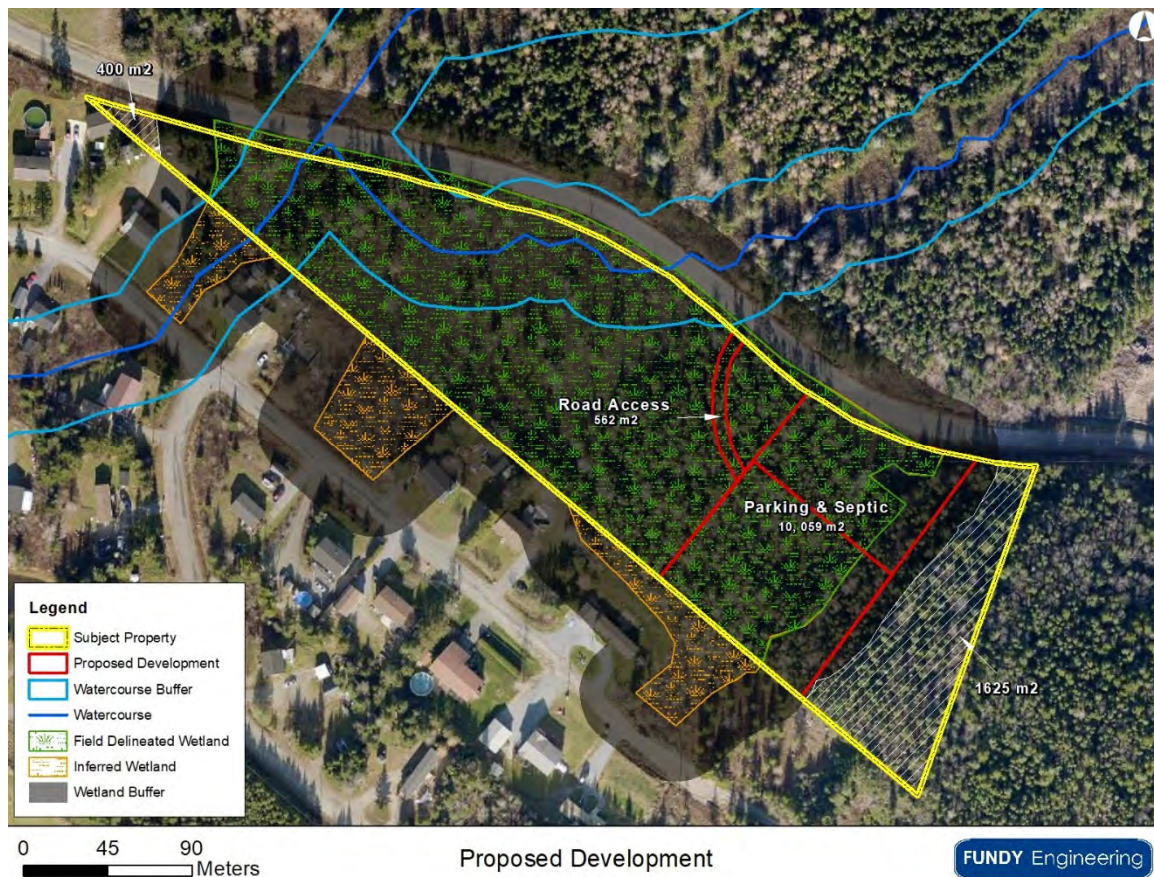 400 m2
Road Access
562 m2
Parking & Septic
10, 059 m2
1625 m2
Legend
Subject Property
Proposed Development
Watercourse Buffer
Watercourse
Field Delineated Wetland
Inferred Wetland
Wetland Buffer
0 45 90
Meters
Proposed Development
FUNDY Engineering